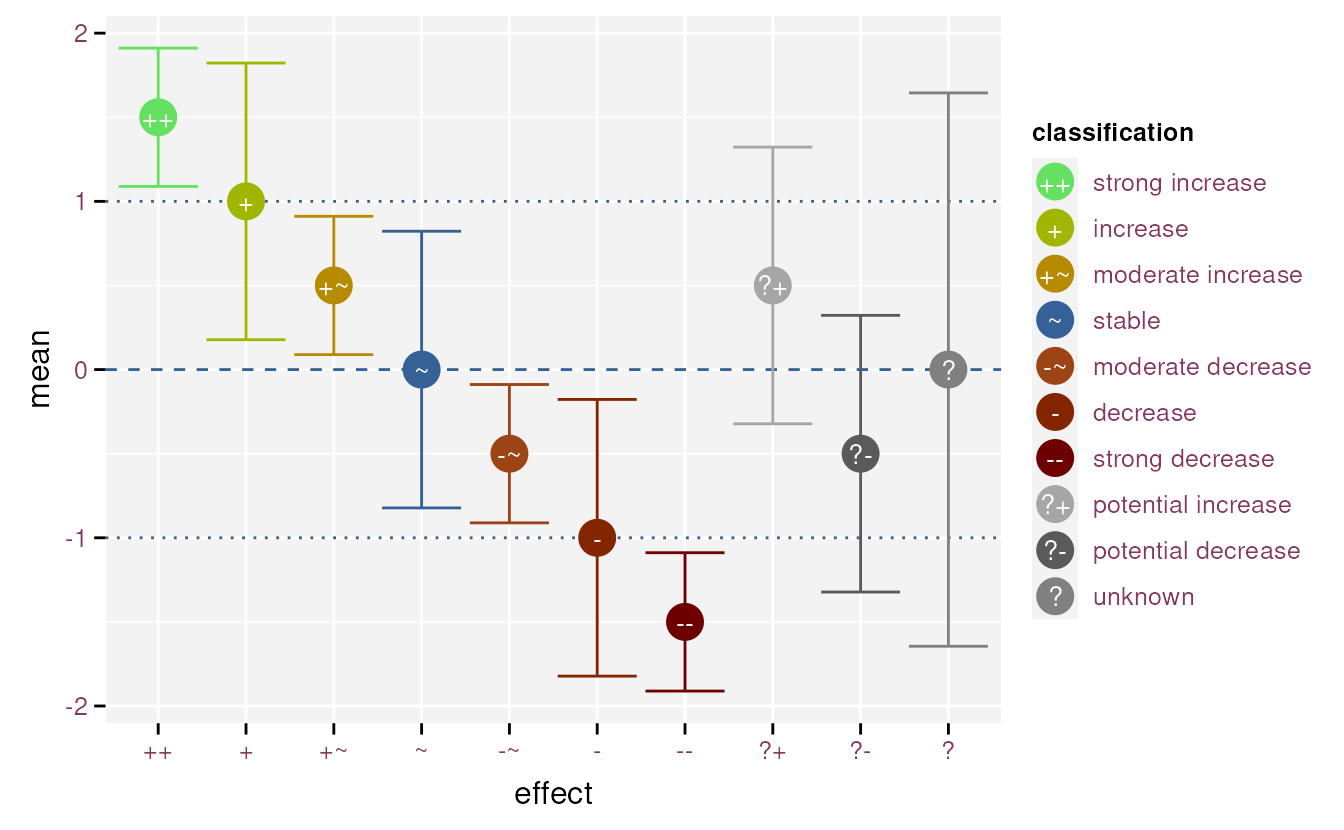 2
1
0
-1
-2
mean
++
+
+~
~
-~
-
--
?+
?-
?
++ + +~ ~ -~ - -- ?+ ?- ?
effect
classification
++ strong increase
+ increase
+~ moderate increase
~ stable
-~ moderate decrease
- decrease
-- strong decrease
?+ potential increase
?- potential decrease
? unknown